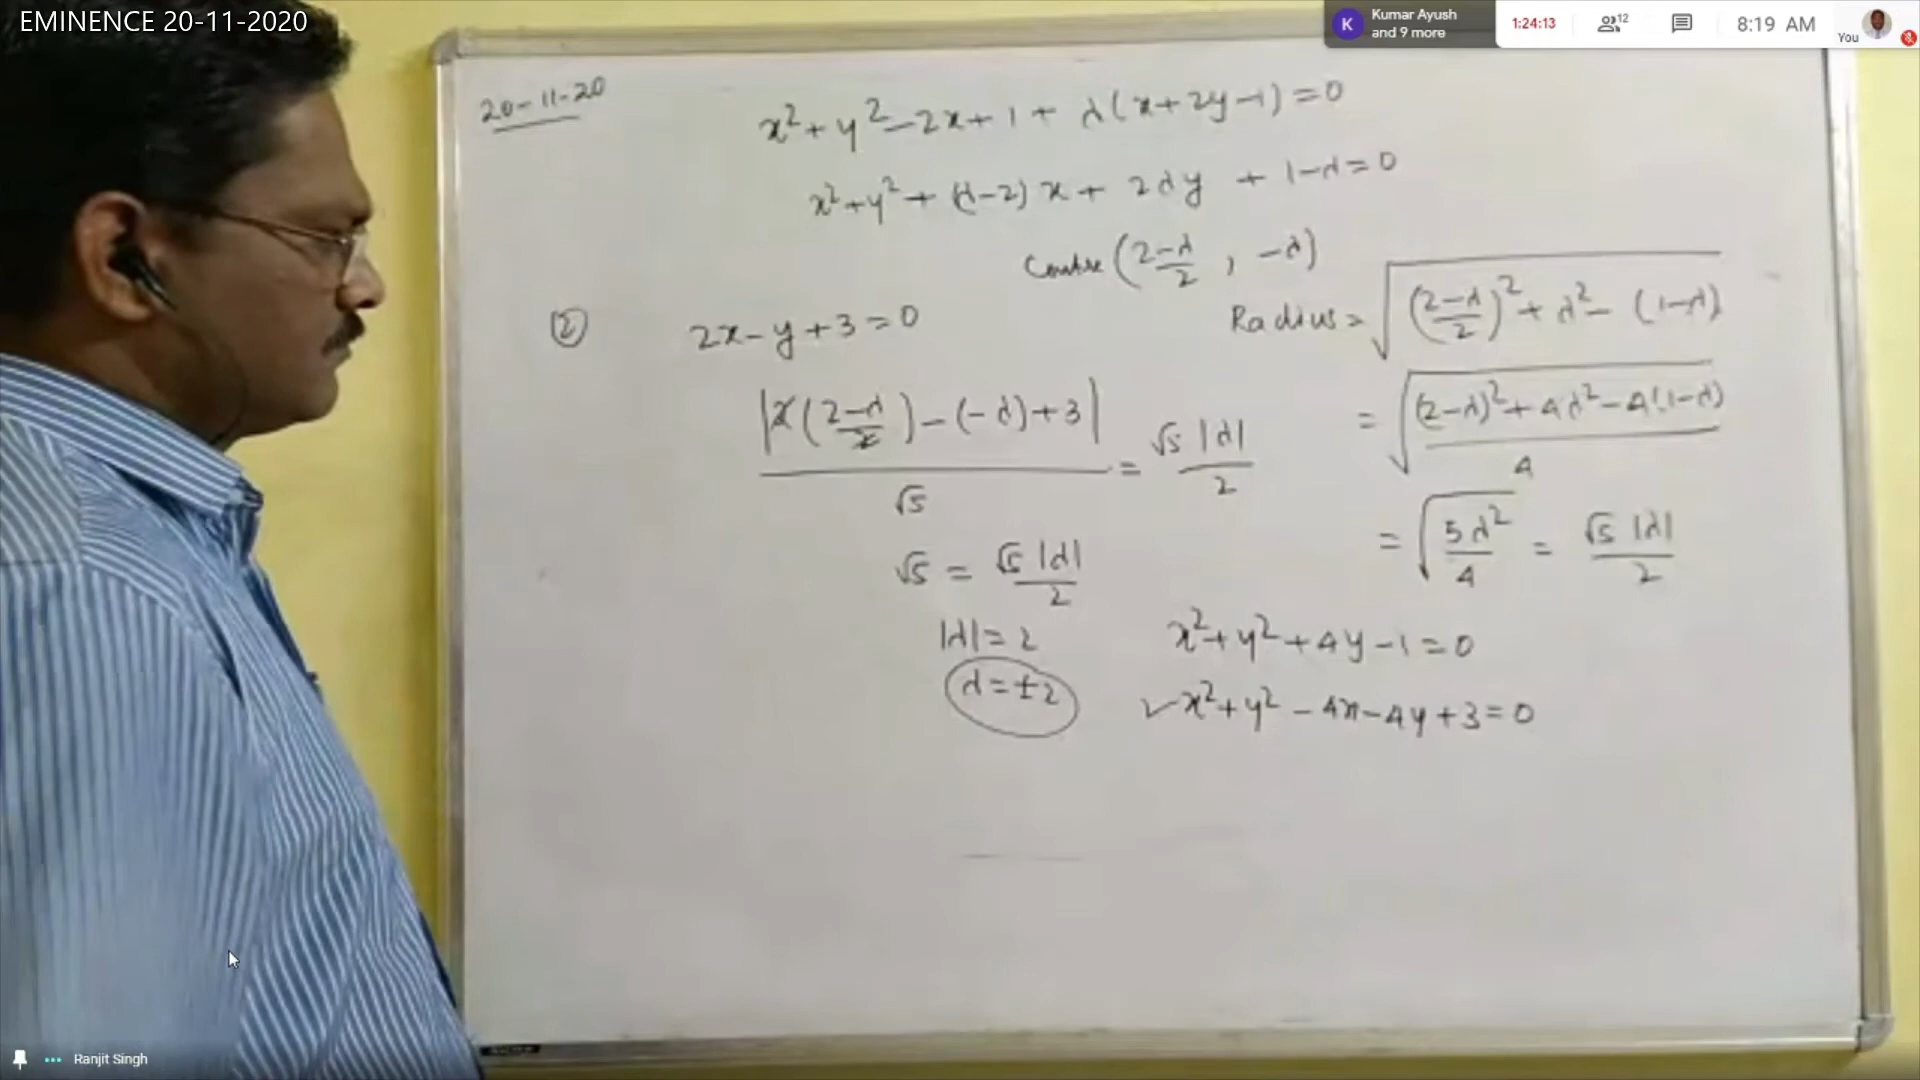 EMINENCE 20-11-2020
K
Kumar Ayush
and 9 more
1:24:13
12
8:19 AM
You
20-11-20
x²+y²-2x+1+λ(x+2y-1)=0
x²+y²+(λ-2)x+2λy+1-λ=0
Centre (2-λ/2, -λ)
Radius = √((2-λ/2)²+λ²-(1-λ))
② 2x-y+3=0
|2(2-λ/2)-(-λ)+3|/√5 = √5|λ|/2
= √((2-λ)²+4λ²-4(1-λ)/4)
= √(5λ²/4) = √5|λ|/2
√5 = √5|λ|/2
|λ|=2
λ=±2
x²+y²+4y-1=0
✓x²+y²-4x-4y+3=0
Ranjit Singh